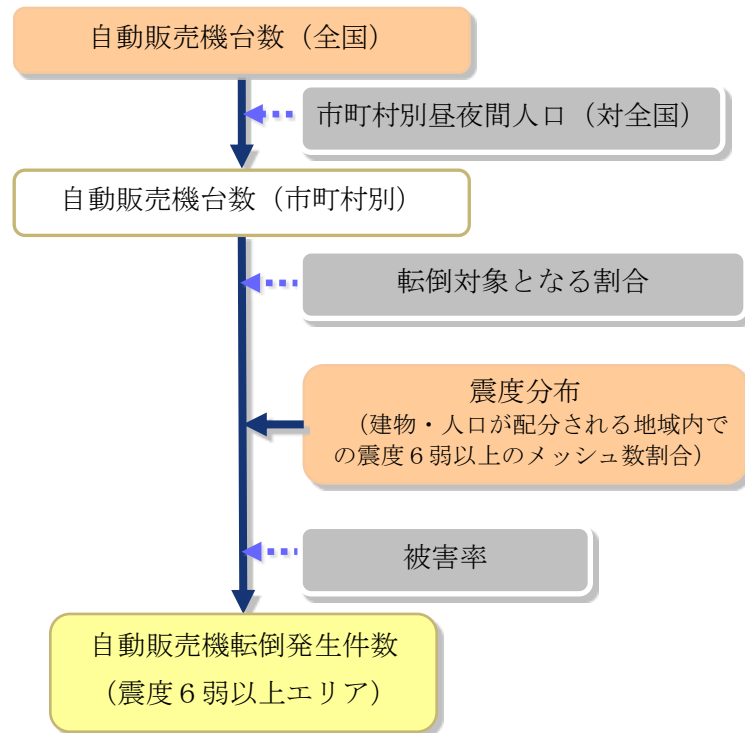 自動販売機台数（全国）
市町村別昼夜間人口（対全国）
自動販売機台数（市町村別）
転倒対象となる割合
震度分布
（建物・人口が配分される地域内で
の震度６弱以上のメッシュ数割合）
被害率
自動販売機転倒発生件数
（震度６弱以上エリア）